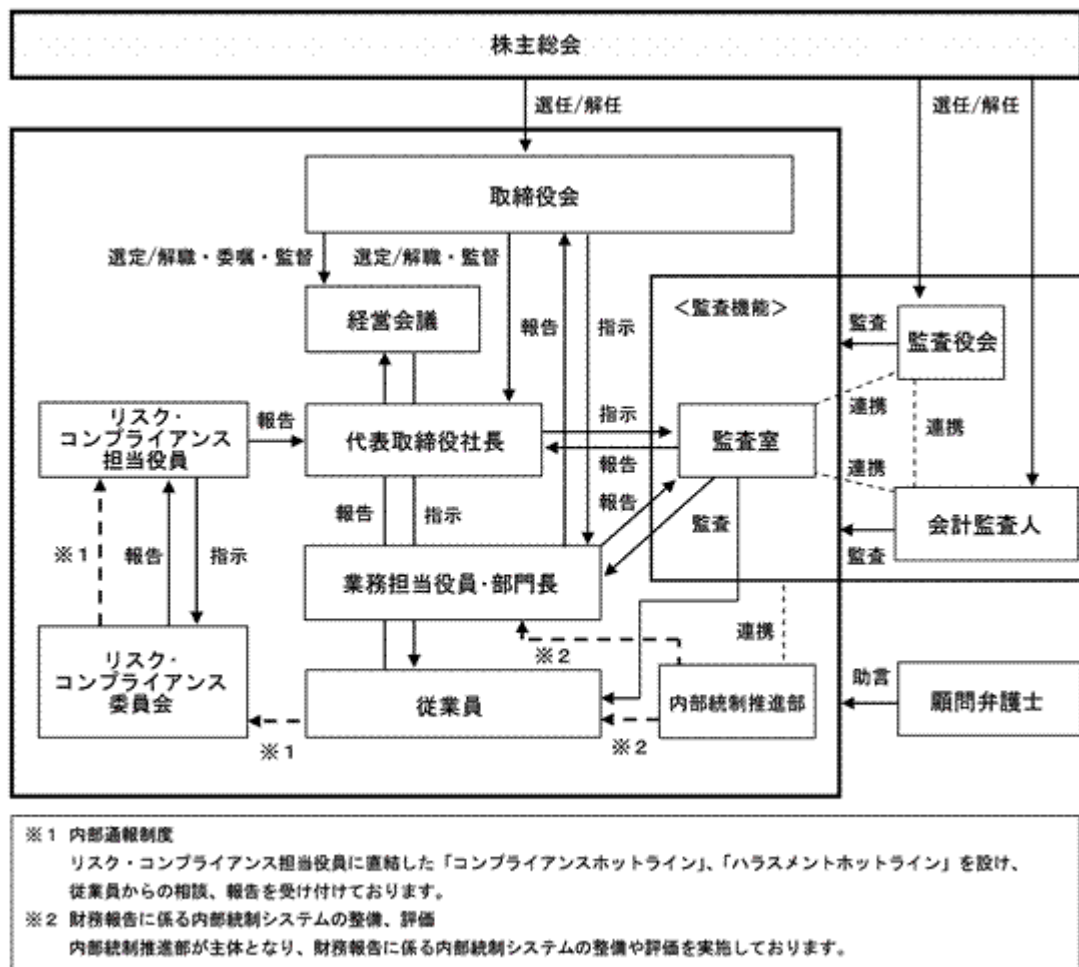 株主総会
選任/解任
選任/解任
取締役会
選定/解職・委嘱・監督
選定/解職・監督
経営会議
報告
指示
<監査機能>
監査
監査役会
リスク・
コンプライアンス
担当役員
報告
代表取締役社長
指示
報告
監査室
連携
連携
連携
報告
指示
報告
監査
会計監査人
監査
※1
報告
指示
業務担当役員・部門長
連携
※2
リスク・
コンプライアンス
委員会
従業員
内部統制推進部
助言
顧問弁護士
※1
※2
※1 内部通報制度
リスク・コンプライアンス担当役員に直結した「コンプライアンスホットライン」、「ハラスメントホットライン」を設け、
従業員からの相談、報告を受け付けております。
※2 財務報告に係る内部統制システムの整備、評価
内部統制推進部が主体となり、財務報告に係る内部統制システムの整備や評価を実施しております。